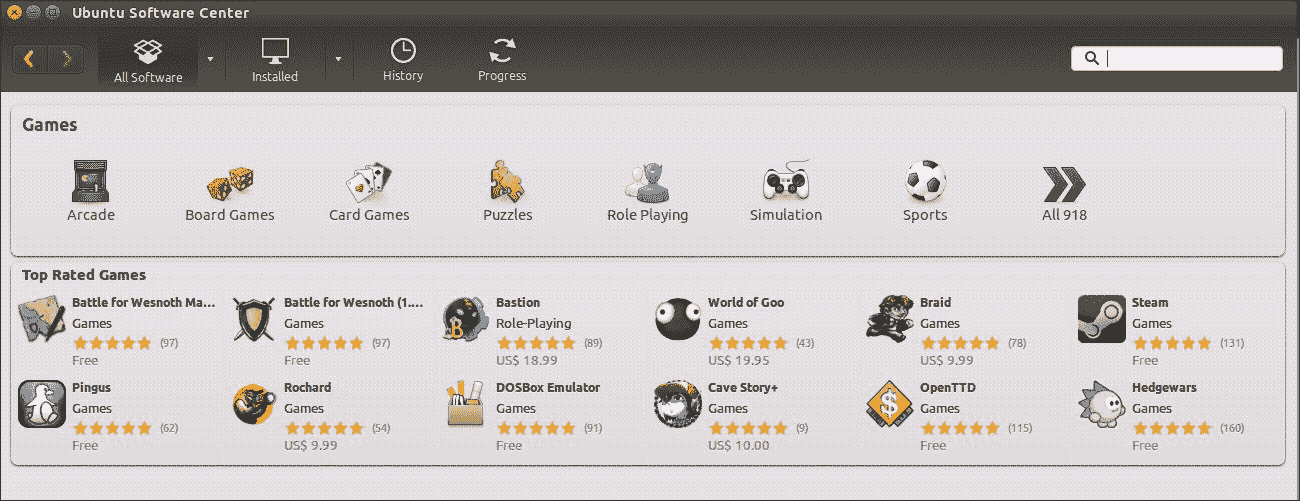 Ubuntu Software Center
All Software
Installed
History
Progress
Games
Arcade
Board Games
Card Games
Puzzles
Role Playing
Simulation
Sports
All 918
Top Rated Games
Battle for Wesnoth Ma...
Games
(97)
Free
Battle for Wesnoth (1....
Games
(97)
Free
Bastion
Role-Playing
(89)
US$ 18.99
World of Goo
Games
(43)
US$ 19.95
Braid
Games
(78)
US$ 9.99
Steam
Games
(131)
Free
Pingus
Games
(62)
Free
Rochard
Games
(54)
US$ 9.99
DOSBox Emulator
Games
(91)
Free
Cave Story+
Games
(9)
US$ 10.00
OpenTTD
Games
(115)
Free
Hedgewars
Games
(160)
Free